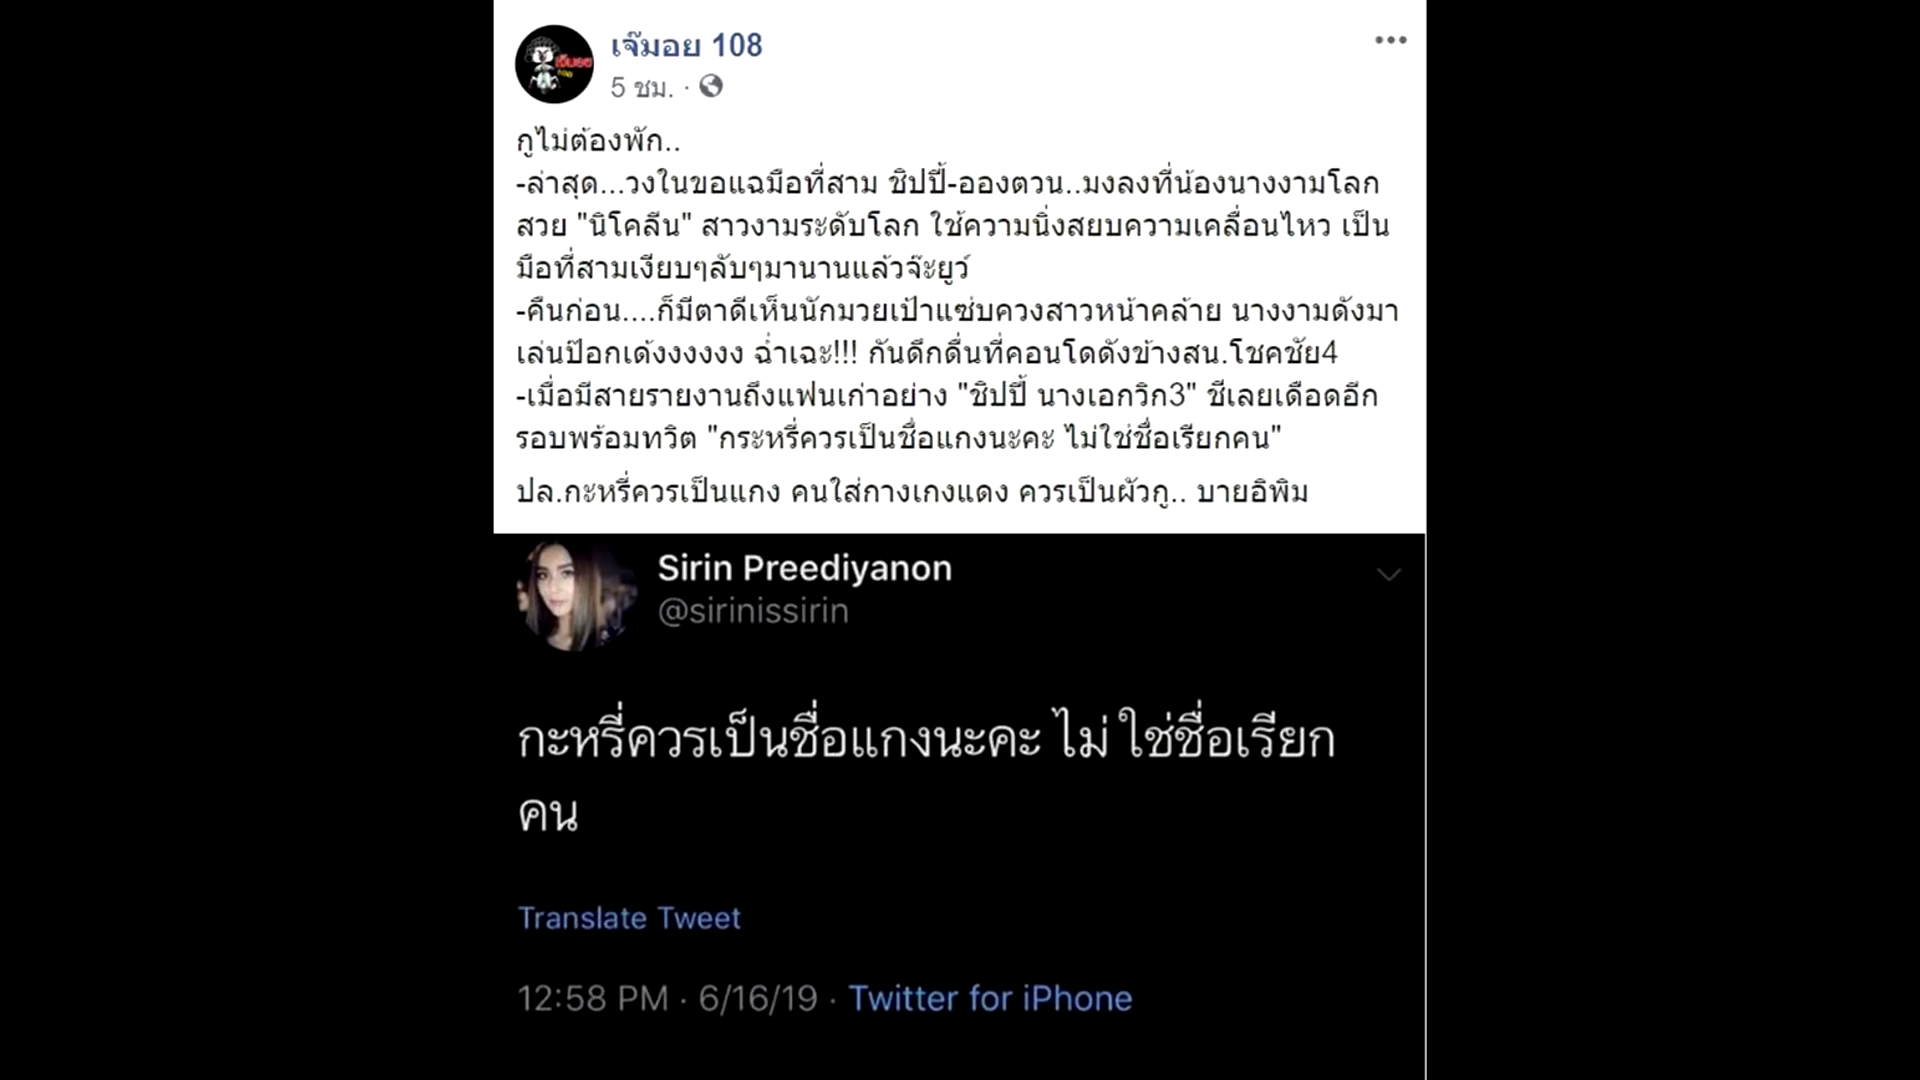 เจ๊มอย 108
5 ชม. ·
กูไม่ต้องพัก..
-ล่าสุด...วงในขอแฉมือที่สาม ชิปปี้-อองตวน..มงลงที่น้องนางงามโลก
สวย "นิโคลีน" สาวงามระดับโลก ใช้ความนิ่งสยบความเคลื่อนไหว เป็น
มือที่สามเงียบๆลับๆมานานแล้วจ๊ะยูว์
-คืนก่อน....ก็มีตาดีเห็นนักมวยเป้าแซ่บควงสาวหน้าคล้าย นางงามดังมา
เล่นป๊อกเด้งงงงงง ฉ่ำเฉะ!!! กันดึกดื่นที่คอนโดดังข้างสน.โชคชัย4
-เมื่อมีสายรายงานถึงแฟนเก่าอย่าง "ชิปปี้ นางเอกวิก3" ชีเลยเดือดอีก
รอบพร้อมทวิต "กระหรี่ควรเป็นชื่อแกงนะคะ ไม่ใช่ชื่อเรียกคน"
ปล.กะหรี่ควรเป็นแกง คนใส่กางเกงแดง ควรเป็นผัวกู.. บายอิพิม
Sirin Preediyanon
@sirinissirin
กะหรี่ควรเป็นชื่อแกงนะคะ ไม่ ใช่ชื่อเรียก
คน
Translate Tweet
12:58 PM · 6/16/19 · Twitter for iPhone